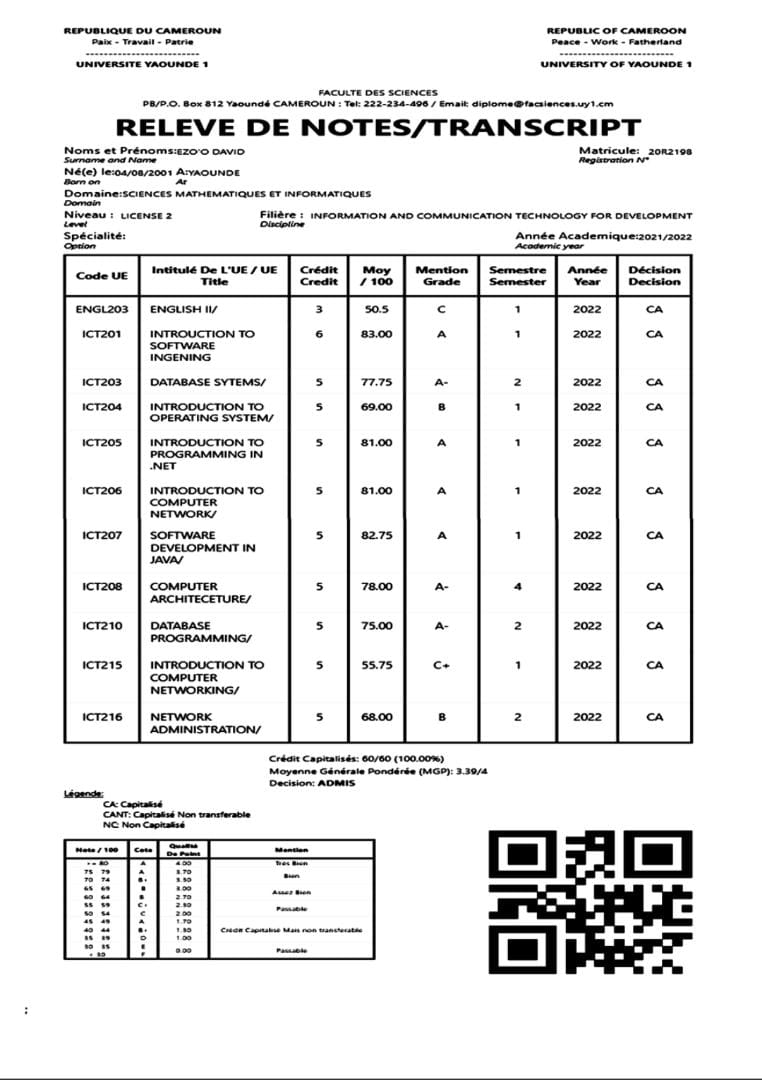 REPUBLIQUE DU CAMEROUN
Paix - Travail - Patrie
-------------------------
UNIVERSITE YAOUNDE 1
REPUBLIC OF CAMEROON
Peace - Work - Fatherland
-------------------------
UNIVERSITY OF YAOUNDE 1
FACULTE DES SCIENCES
PB/P.O. Box 812 Yaoundé CAMEROUN : Tel: 222-234-496 / Email: diplome@facsiences.uy1.cm
RELEVE DE NOTES/TRANSCRIPT
Noms et Prénoms:EZO'O DAVID Matricule: 20R2198
Surname and Name Registration N°
Né(e) le:04/08/2001 A:YAOUNDE
Born on At
Domaine:SCIENCES MATHEMATIQUES ET INFORMATIQUES
Domain
Niveau : LICENSE 2 Filière : INFORMATION AND COMMUNICATION TECHNOLOGY FOR DEVELOPMENT
Level Discipline
Spécialité: Année Academique:2021/2022
Option Academic year
Code UE Intitulé De L'UE / UE Title Crédit Credit Moy / 100 Mention Grade Semestre Semester Année Year Décision Decision
ENGL203 ENGLISH II/ 3 50.5 C 1 2022 CA
ICT201 INTROUCTION TO SOFTWARE INGENING 6 83.00 A 1 2022 CA
ICT203 DATABASE SYTEMS/ 5 77.75 A- 2 2022 CA
ICT204 INTRODUCTION TO OPERATING SYSTEM/ 5 69.00 B 1 2022 CA
ICT205 INTRODUCTION TO PROGRAMMING IN .NET 5 81.00 A 1 2022 CA
ICT206 INTRODUCTION TO COMPUTER NETWORK/ 5 81.00 A 1 2022 CA
ICT207 SOFTWARE DEVELOPMENT IN JAVA/ 5 82.75 A 1 2022 CA
ICT208 COMPUTER ARCHITECETURE/ 5 78.00 A- 4 2022 CA
ICT210 DATABASE PROGRAMMING/ 5 75.00 A- 2 2022 CA
ICT215 INTRODUCTION TO COMPUTER NETWORKING/ 5 55.75 C+ 1 2022 CA
ICT216 NETWORK ADMINISTRATION/ 5 68.00 B 2 2022 CA
Crédit Capitalisés: 60/60 (100.00%)
Moyenne Générale Pondérée (MGP): 3.39/4
Decision: ADMIS
Légende:
CA: Capitalisé
CANT: Capitalisé Non transferable
NC: Non Capitalisé
Note / 100 Cote Qualité De Point Mention
> = 80 A 4.00 Très Bien
75 79 A 3.70 Bien
70 74 B+ 3.30
65 69 B 3.00 Assez Bien
60 64 B 2.70
55 59 C+ 2.30 Passable
50 54 C 2.00
45 49 A 1.70
40 44 B+ 1.30 Crédit Capitalisé Mais non transferable
35 39 D 1.00
30 35 E 0.00 Passable
< 30 F
;